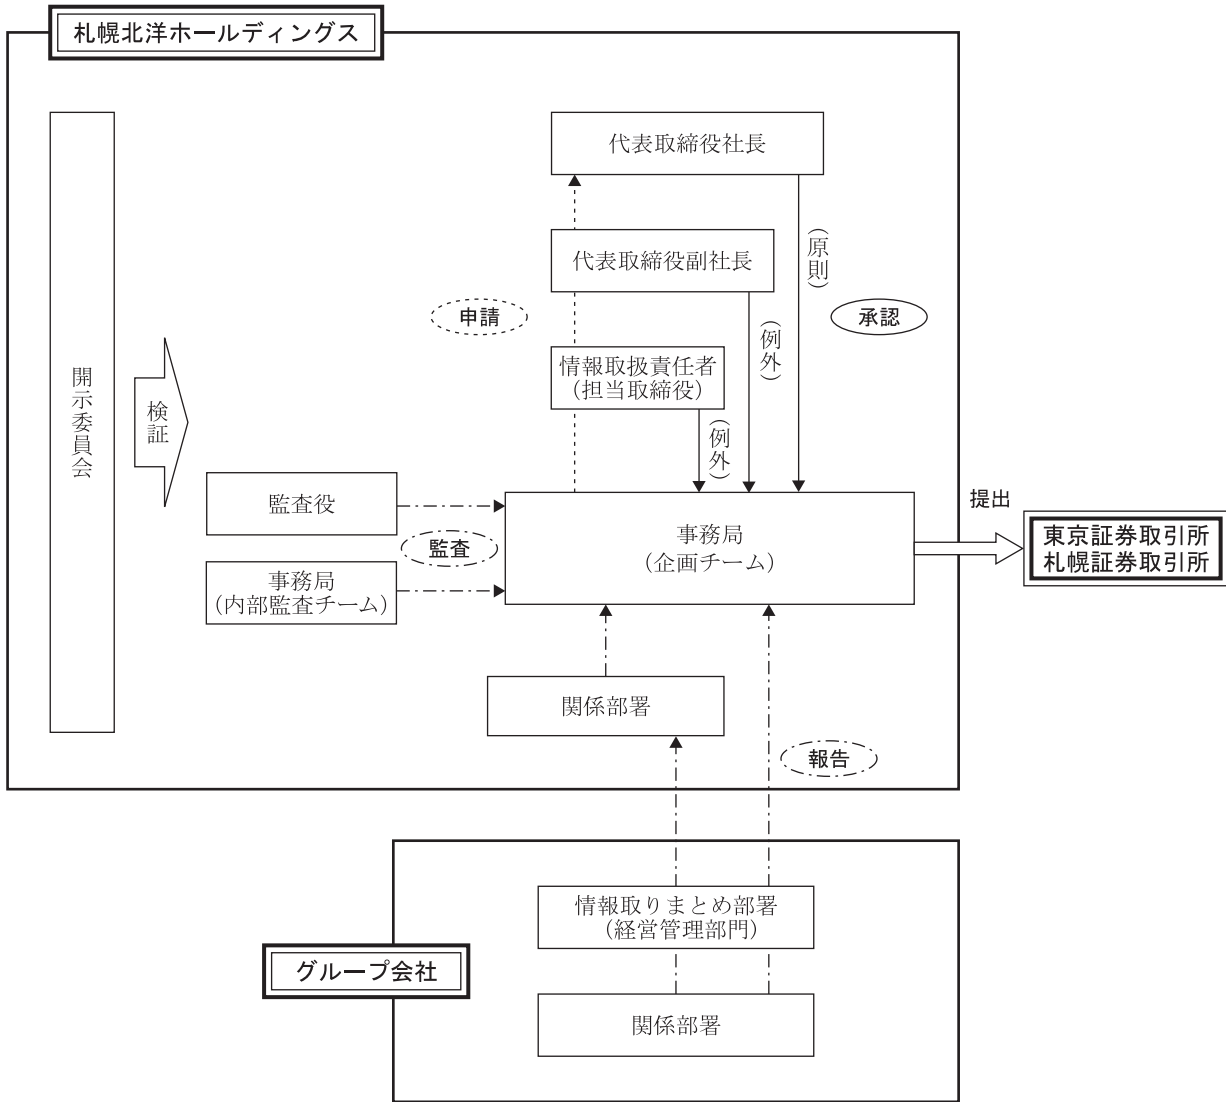 札幌北洋ホールディングス
代表取締役社長
代表取締役副社長
(原則)
申請
(例外)
承認
情報取扱責任者
(担当取締役)
(例外)
開示委員会
検証
監査役
監査
事務局
(内部監査チーム)
事務局
(企画チーム)
提出
東京証券取引所
札幌証券取引所
関係部署
報告
情報取りまとめ部署
(経営管理部門)
グループ会社
関係部署